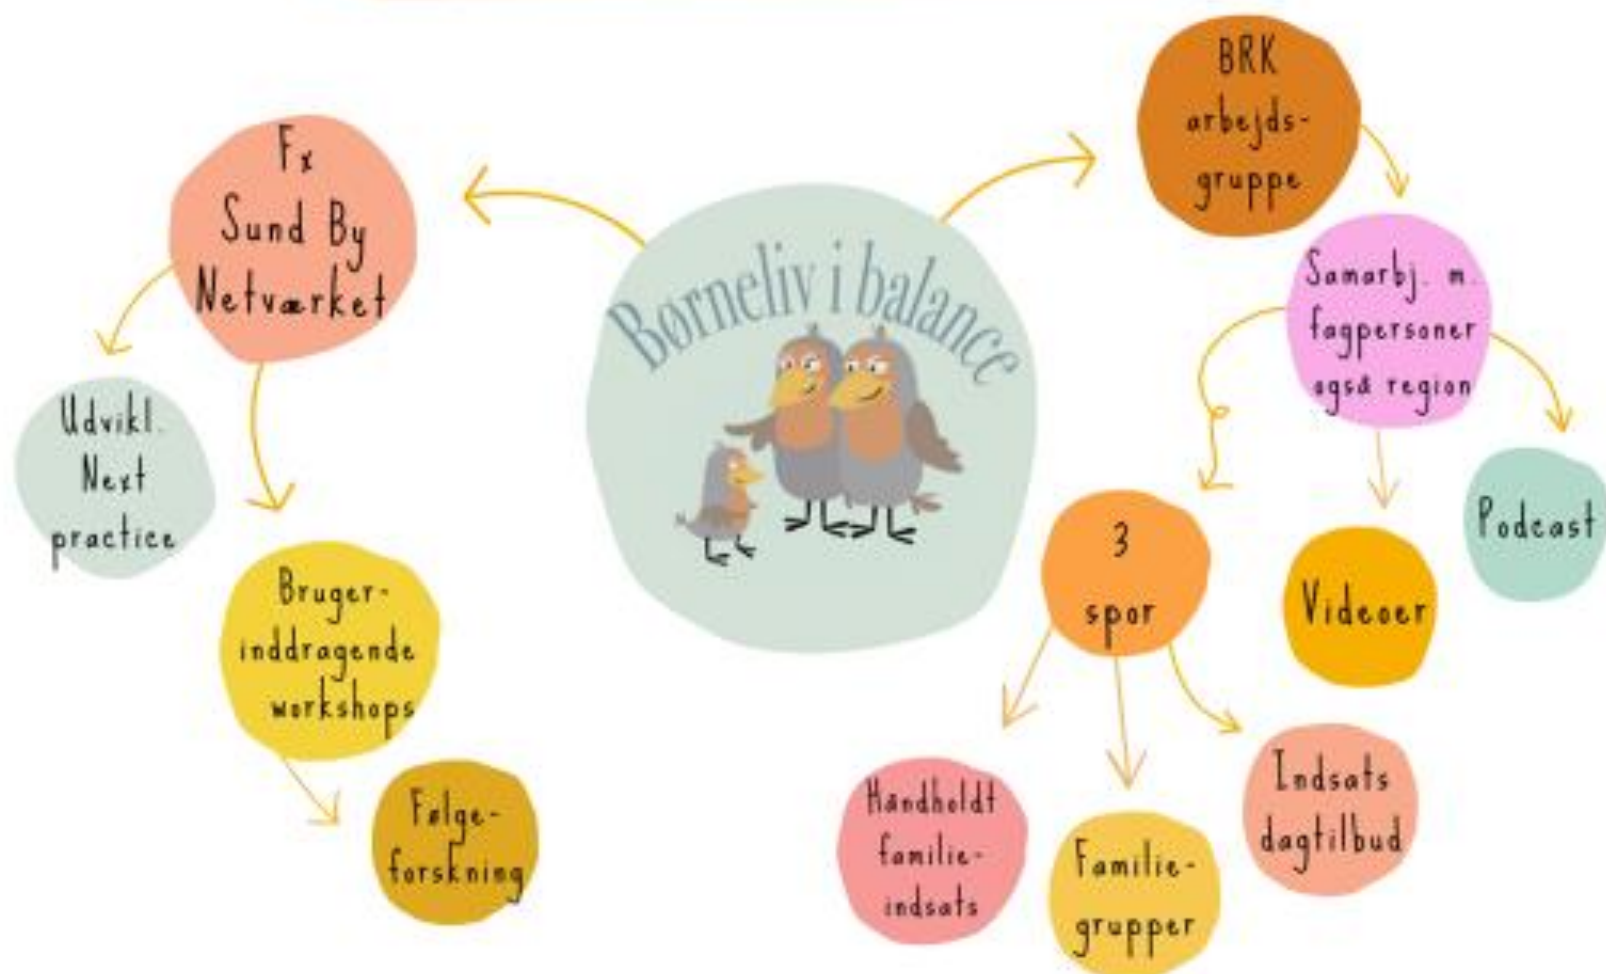 Fx
Sund By
Netværket
Udvikl.
Next
practice
Bruger-
inddragende
workshops
Følge-
forskning
Børneliv i balance
BRK
arbejds-
gruppe
Samarbj. m.
fagpersoner
også region
3
spor
Videoer
Podcast
Håndholdt
familie-
indsats
Familie-
grupper
Indsats
dagtilbud